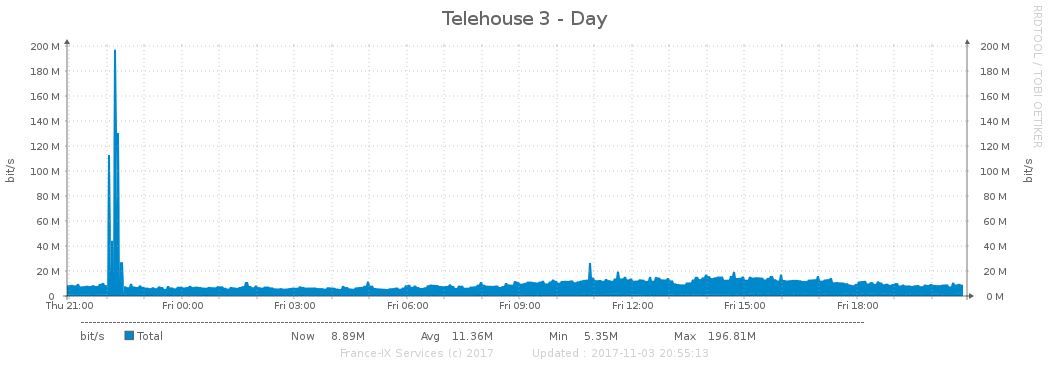 Telehouse 3 - Day
RRDTOOL / TOBI OETIKER
bit/s
bit/s
200 M 200 M
180 M 180 M
160 M 160 M
140 M 140 M
120 M 120 M
100 M 100 M
80 M 80 M
60 M 60 M
40 M 40 M
20 M 20 M
0 0 M
Thu 21:00 Fri 00:00 Fri 03:00 Fri 06:00 Fri 09:00 Fri 12:00 Fri 15:00 Fri 18:00
bit/s Total Now 8.89M Avg 11.36M Min 5.35M Max 196.81M
France-IX Services (c) 2017 Updated : 2017-11-03 20:55:13